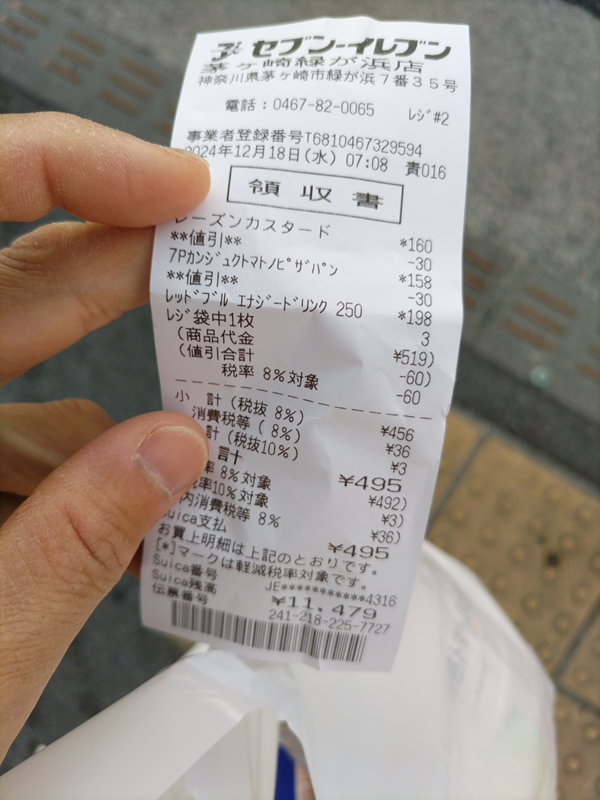 セブン-イレブン
茅ヶ崎緑が浜店
神奈川県茅ヶ崎市緑が浜7番35号
電話:0467-82-0065 レジ#2
事業者登録番号T6810467329594
2024年12月18日(水) 07:08 責016
領収書
レーズンカスタード *160
**値引** -30
7Pカンジュクトマトノピザパン *158
**値引** -30
レッドブル エナジードリンク 250 *198
レジ袋中1枚 3
(商品代金 ¥519)
(値引合計 -60)
税率 8%対象 -60
小 計(税抜 8%) ¥456
消費税等( 8%) ¥36
計(税抜10%) ¥3
計 ¥495
率 8%対象 ¥492)
率10%対象 ¥3)
内消費税等 8% ¥36)
uica支払 ¥495
お買上明細は上記のとおりです。
[*]マークは軽減税率対象です。
Suica番号 JE***********4316
Suica残高 ¥11,479
伝票番号 241-218-225-7727